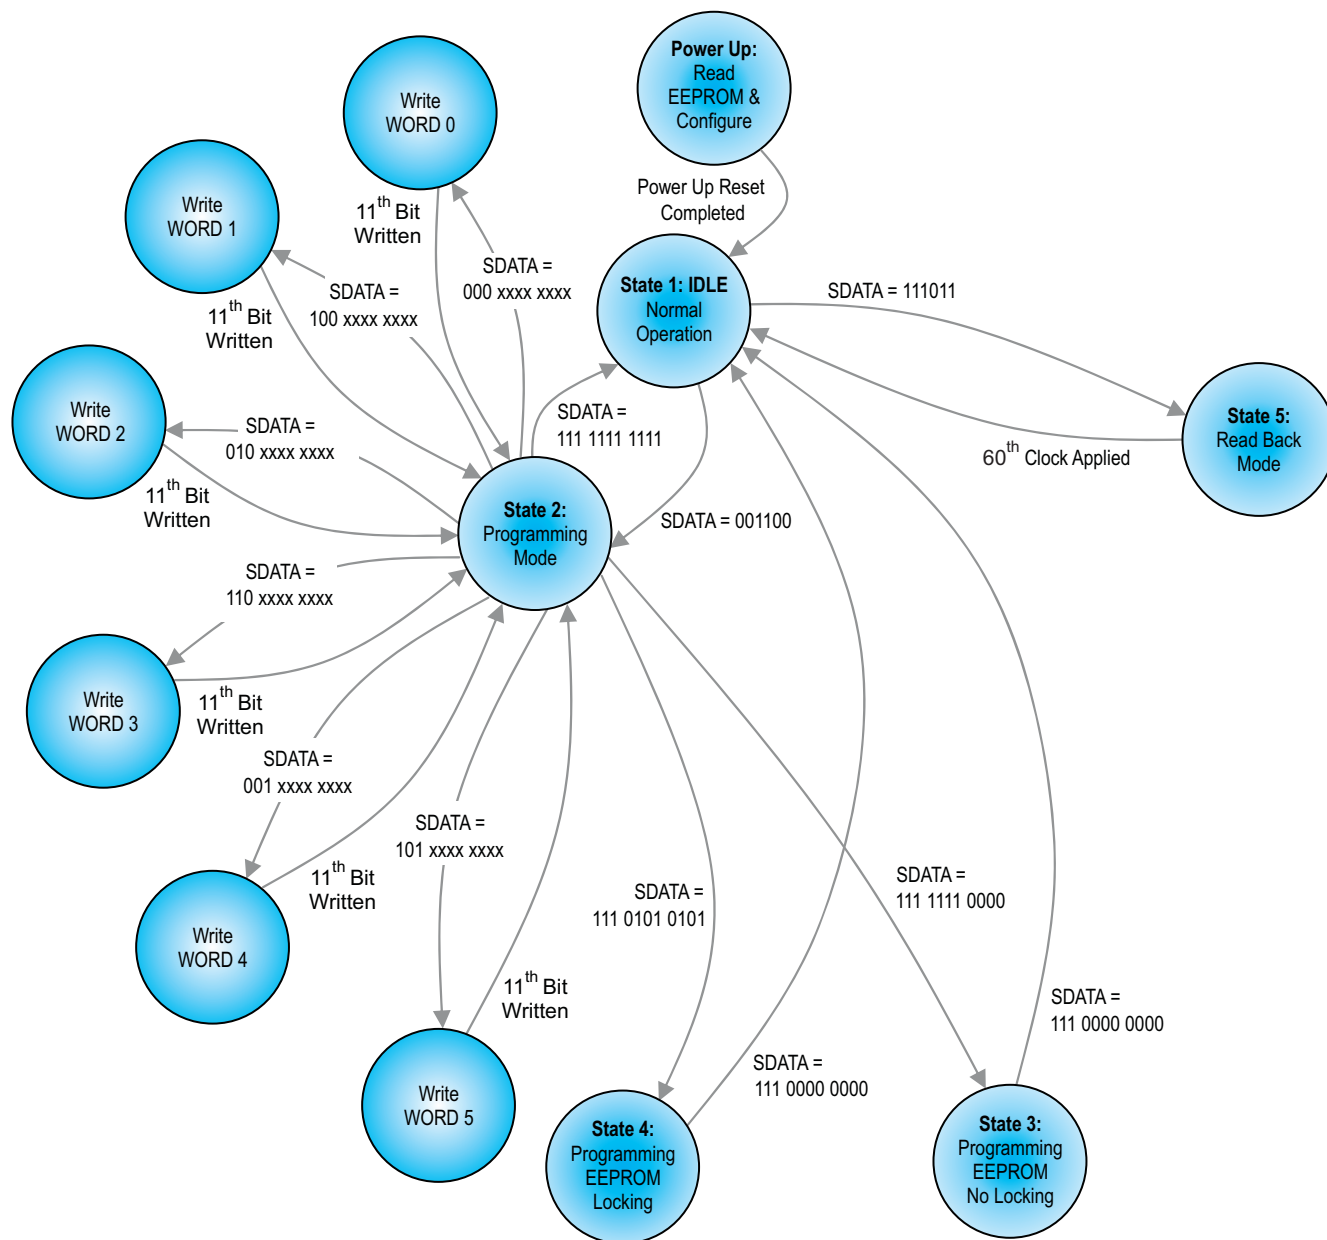 Power Up:
Read
EEPROM &
Configure
Write
WORD 0
Write
WORD 1
Power Up Reset
Completed
11th Bit
Written
SDATA =
000 xxxx xxxx
State 1: IDLE
Normal
Operation
SDATA = 111011
SDATA =
100 xxxx xxxx
11th Bit
Written
Write
WORD 2
SDATA =
010 xxxx xxxx
SDATA =
111 1111 1111
State 5:
Read Back
Mode
60th Clock Applied
11th Bit
Written
State 2:
Programming
Mode
SDATA = 001100
SDATA =
110 xxxx xxxx
Write
WORD 3
11th Bit
Written
SDATA =
001 xxxx xxxx
SDATA =
101 xxxx xxxx
11th Bit
Written
SDATA =
111 0101 0101
SDATA =
111 1111 0000
Write
WORD 4
11th Bit
Written
SDATA =
111 0000 0000
SDATA =
111 0000 0000
Write
WORD 5
State 4:
Programming
EEPROM
Locking
State 3:
Programming
EEPROM
No Locking